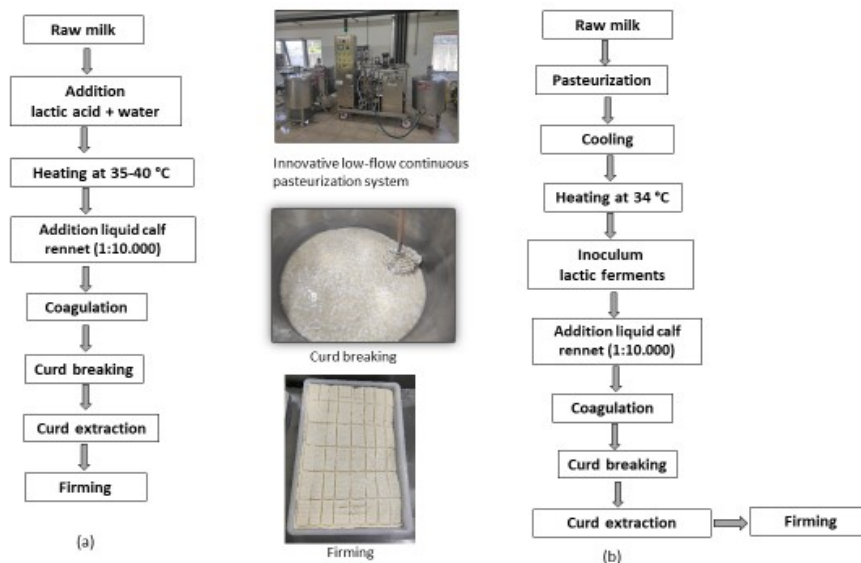 Raw milk
Addition
lactic acid + water
Heating at 35-40 °C
Addition liquid calf
rennet (1:10.000)
Coagulation
Curd breaking
Curd extraction
Firming
(a)
Innovative low-flow continuous
pasteurization system
Curd breaking
Firming
Raw milk
Pasteurization
Cooling
Heating at 34 °C
Inoculum
lactic ferments
Addition liquid calf
rennet (1:10.000)
Coagulation
Curd breaking
Curd extraction
Firming
(b)